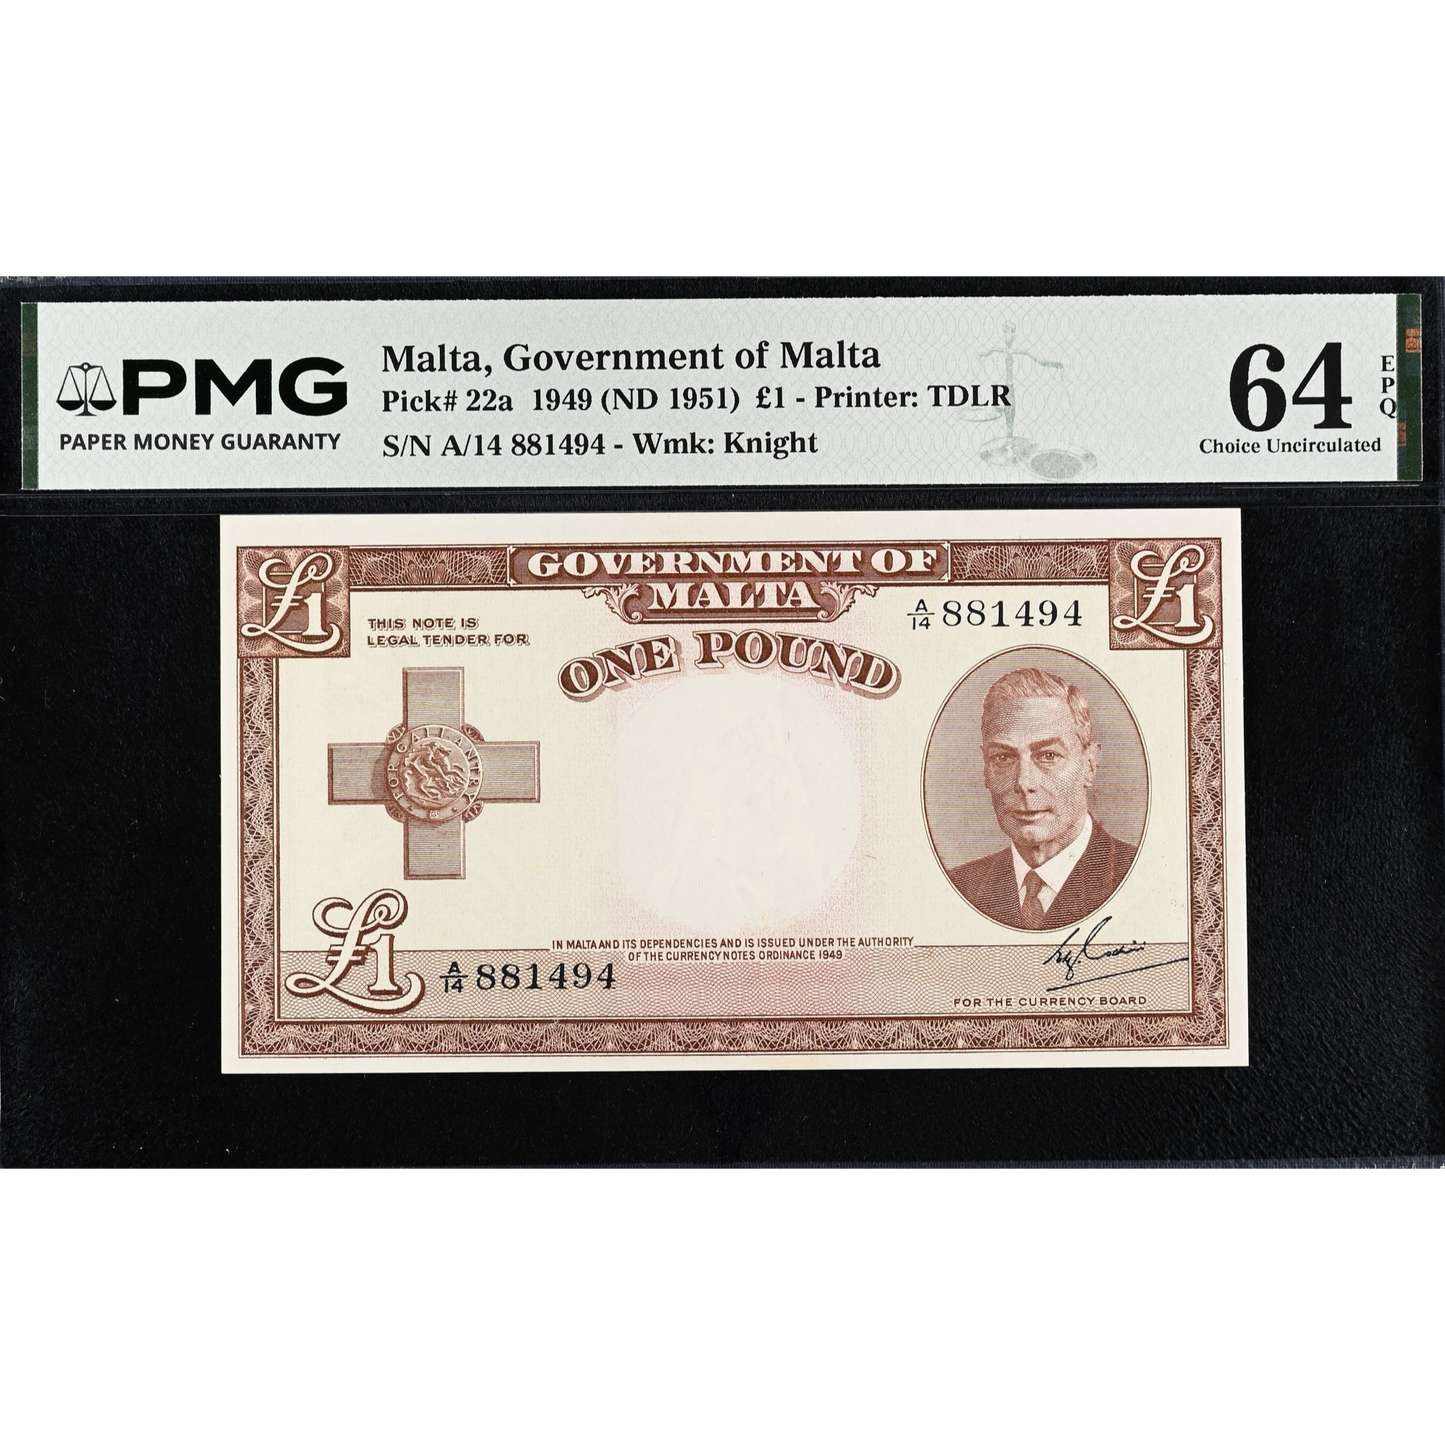 PMG
PAPER MONEY GUARANTY
Malta, Government of Malta
Pick# 22a 1949 (ND 1951) £1 - Printer: TDLR
S/N A/14 881494 - Wmk: Knight
64
EPQ
Choice Uncirculated
£1
GOVERNMENT OF
MALTA
£1
THIS NOTE IS
LEGAL TENDER FOR
A/14 881494
ONE POUND
FOR GALLANTRY
IN MALTA AND ITS DEPENDENCIES AND IS ISSUED UNDER THE AUTHORITY
OF THE CURRENCY NOTES ORDINANCE 1949
£1
A/14 881494
FOR THE CURRENCY BOARD